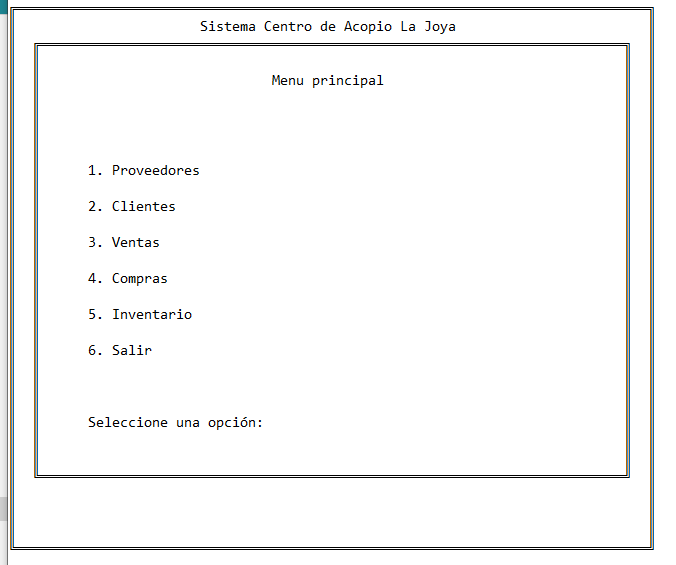 Sistema Centro de Acopio La Joya
Menu principal
1. Proveedores
2. Clientes
3. Ventas
4. Compras
5. Inventario
6. Salir
Seleccione una opción: